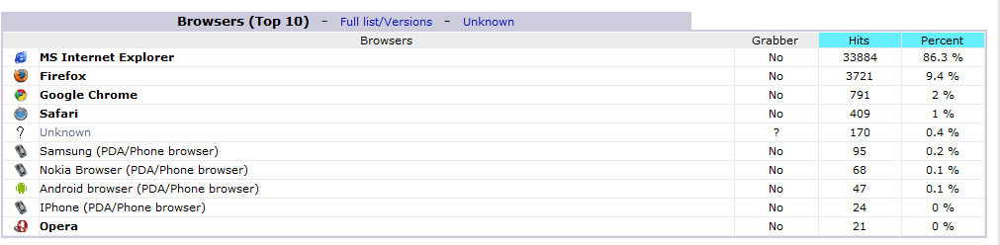 Browsers (Top 10) - Full list/Versions - Unknown
Browsers Grabber Hits Percent
MS Internet Explorer No 33884 86.3 %
Firefox No 3721 9.4 %
Google Chrome No 791 2 %
Safari No 409 1 %
? Unknown ? 170 0.4 %
Samsung (PDA/Phone browser) No 95 0.2 %
Nokia Browser (PDA/Phone browser) No 68 0.1 %
Android browser (PDA/Phone browser) No 47 0.1 %
IPhone (PDA/Phone browser) No 24 0 %
Opera No 21 0 %